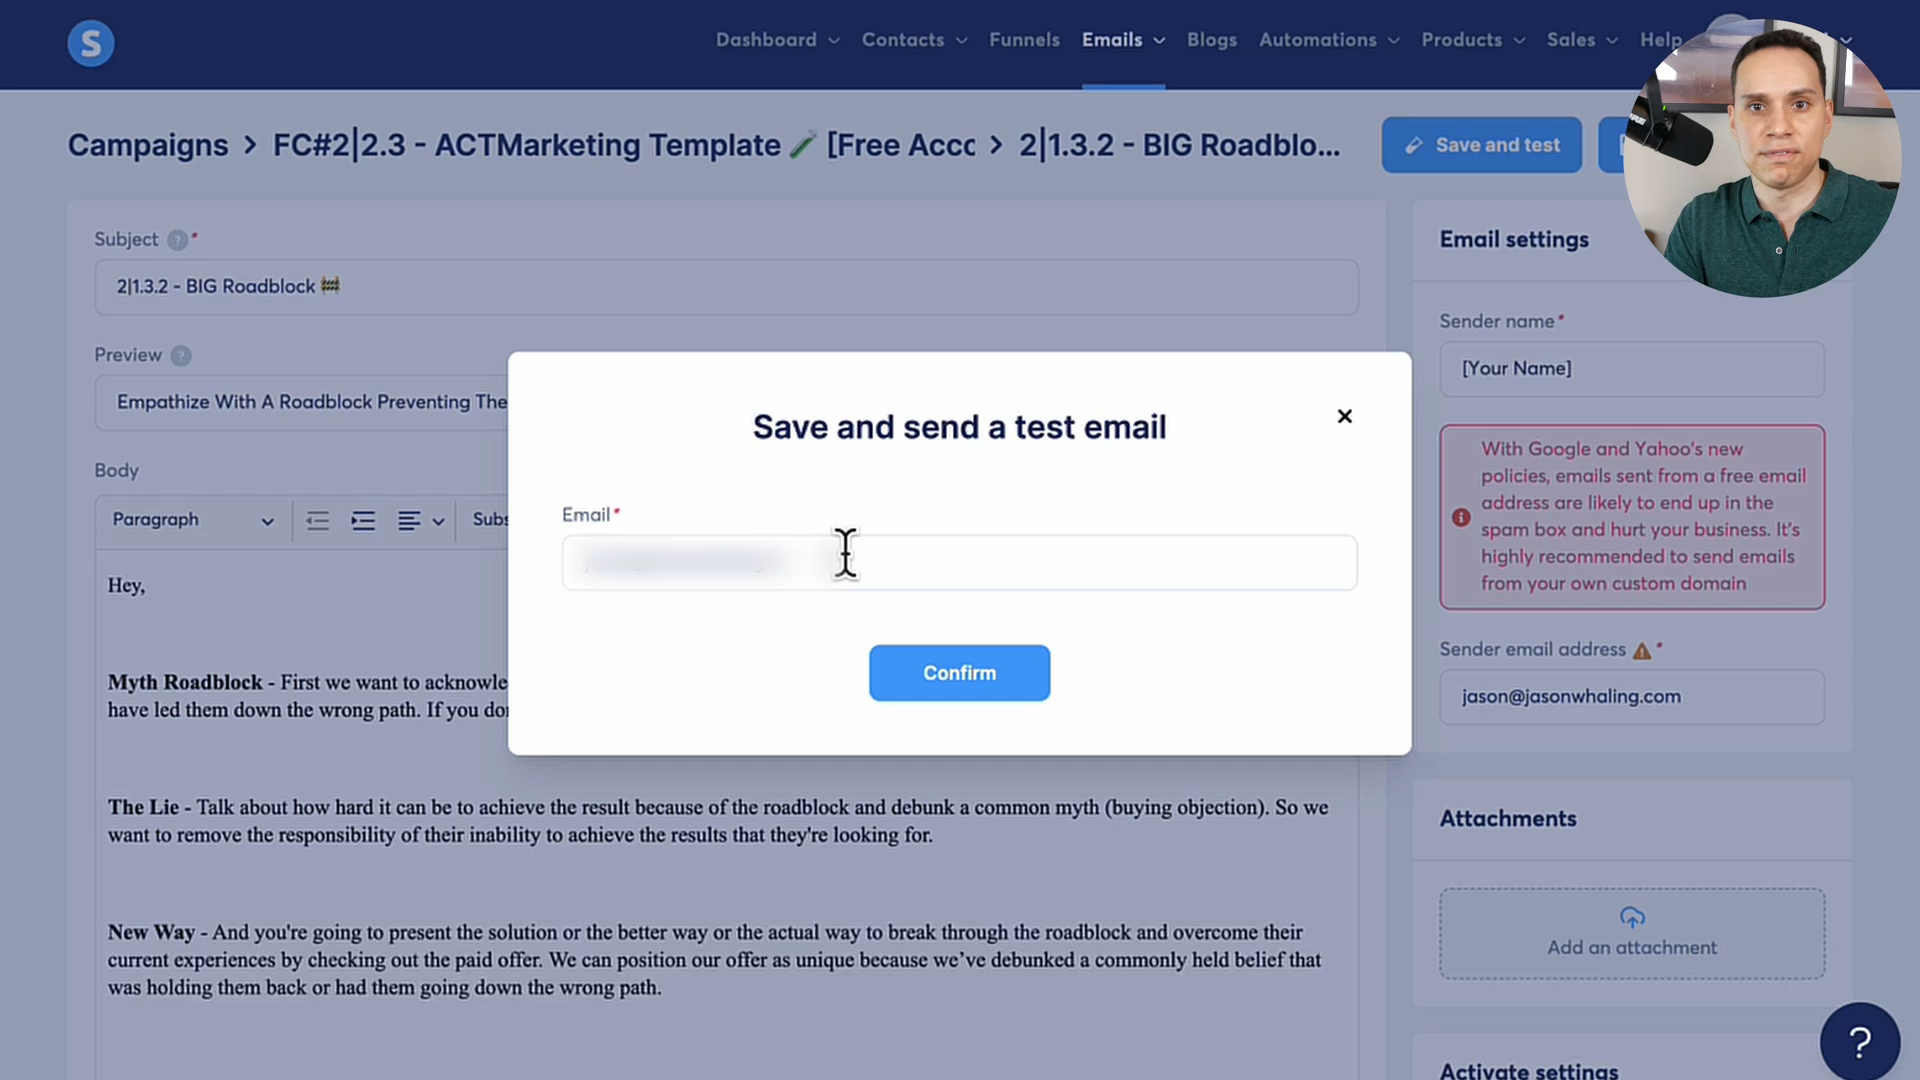 S
Dashboard Contacts Funnels Emails Blogs Automations Products Sales Help
Campaigns > FC#2|2.3 - ACTMarketing Template 🧪 [Free Acco > 2|1.3.2 - BIG Roadblo...
Save and test
Subject ? *
2|1.3.2 - BIG Roadblock 🚧
Preview ?
Empathize With A Roadblock Preventing The
Body
Paragraph
Subs
Hey,
Myth Roadblock - First we want to acknowle
have led them down the wrong path. If you do
The Lie - Talk about how hard it can be to achieve the result because of the roadblock and debunk a common myth (buying objection). So we
want to remove the responsibility of their inability to achieve the results that they're looking for.
New Way - And you're going to present the solution or the better way or the actual way to break through the roadblock and overcome their
current experiences by checking out the paid offer. We can position our offer as unique because we’ve debunked a commonly held belief that
was holding them back or had them going down the wrong path.
Save and send a test email
×
Email*
Confirm
Email settings
Sender name*
[Your Name]
With Google and Yahoo's new
policies, emails sent from a free email
address are likely to end up in the
spam box and hurt your business. It's
highly recommended to send emails
from your own custom domain
Sender email address *
jason@jasonwhaling.com
Attachments
Add an attachment
Activate settings
?